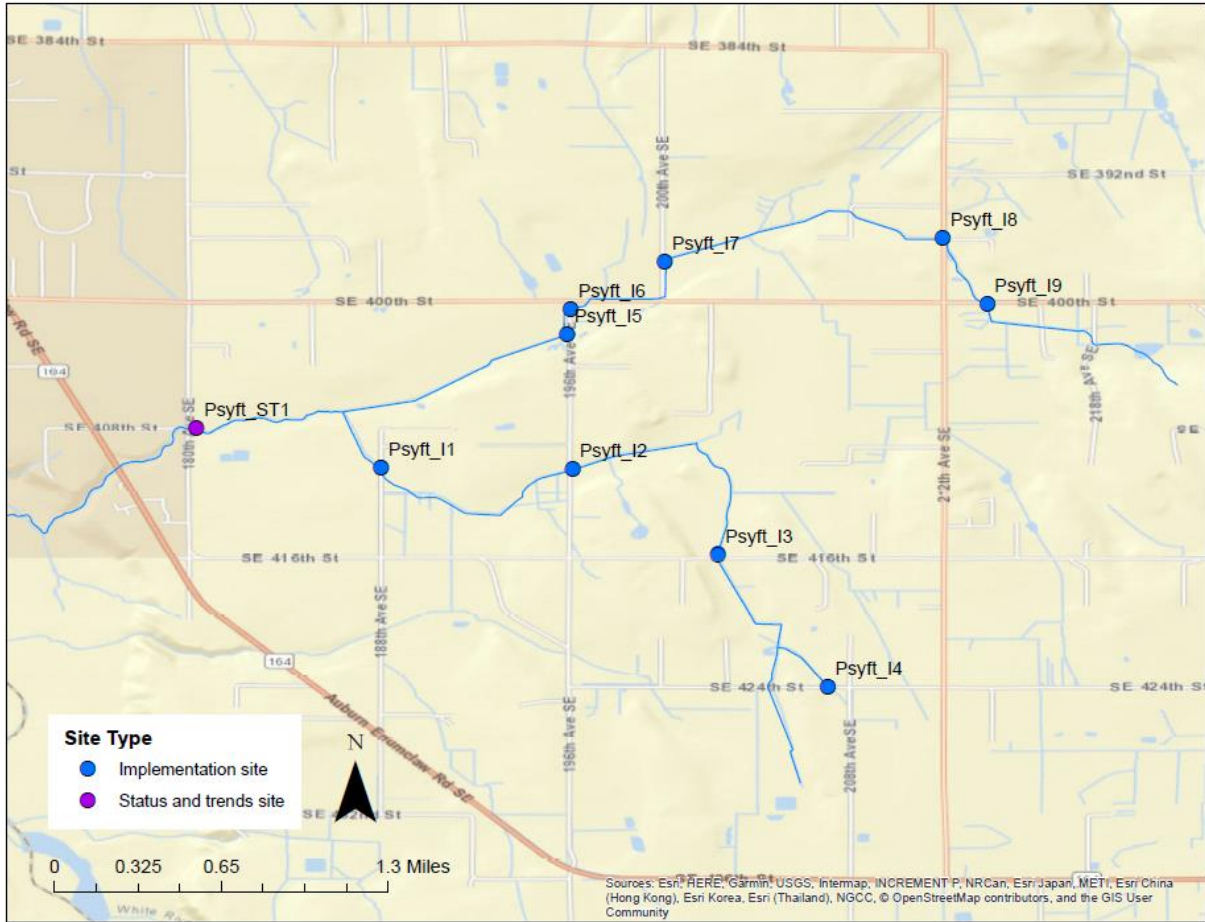 SE 384th St
SE 384th St
St
SE 392nd St
200th Ave SE
Psyft_I8
Psyft_I7
Psyft_I6
Psyft_I9
SE 400th St
SE 400th St
Psyft_I5
196th Ave SE
218th Ave SE
164
Psyft_ST1
SE 408th St
180th Ave SE
Psyft_I1
Psyft_I2
212th Ave SE
Psyft_I3
SE 416th St
SE 416th St
188th Ave SE
164
Psyft_I4
SE 424th St
SE 424th St
Auburn Enumclaw Rd SE
196th Ave SE
208th Ave SE
Site Type
N
Implementation site
Status and trends site
0 0.325 0.65 1.3 Miles
White
Sources: Esri, HERE, Garmin, USGS, Intermap, INCREMENT P, NRCan, Esri Japan, METI, Esri China
(Hong Kong), Esri Korea, Esri (Thailand), NGCC, © OpenStreetMap contributors, and the GIS User
Community